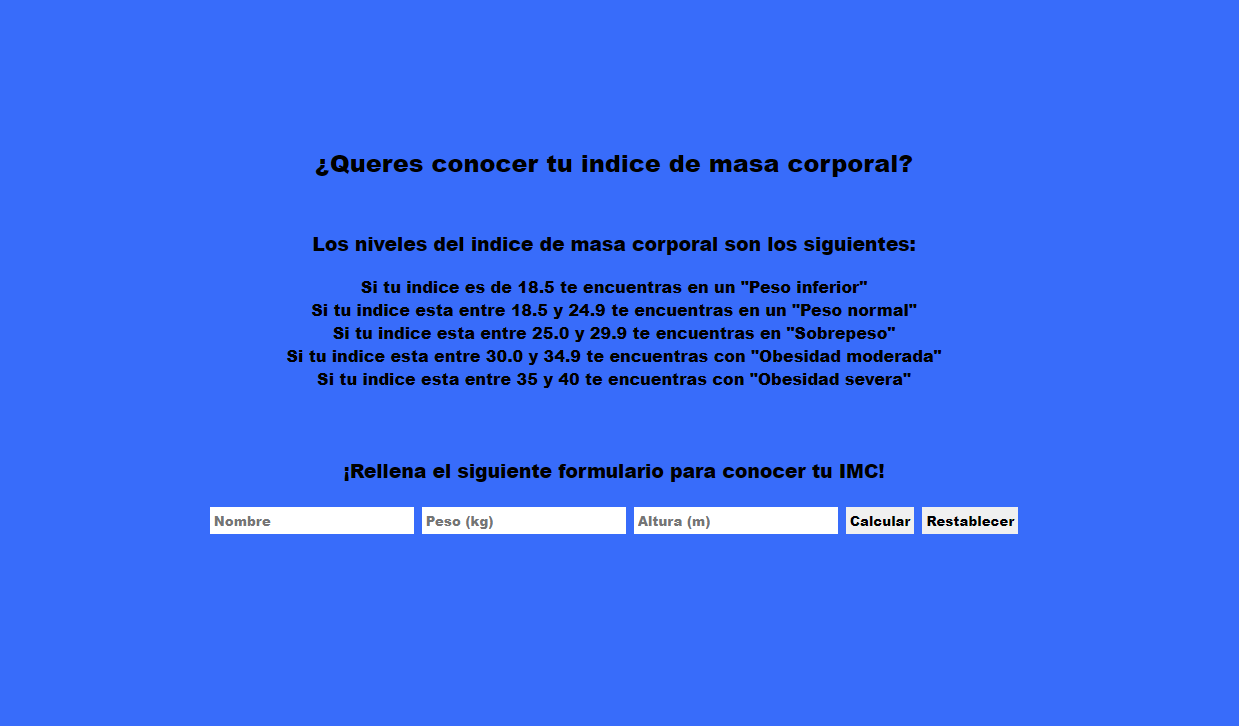 ¿Queres conocer tu indice de masa corporal?
Los niveles del indice de masa corporal son los siguientes:
Si tu indice es de 18.5 te encuentras en un "Peso inferior"
Si tu indice esta entre 18.5 y 24.9 te encuentras en un "Peso normal"
Si tu indice esta entre 25.0 y 29.9 te encuentras en "Sobrepeso"
Si tu indice esta entre 30.0 y 34.9 te encuentras con "Obesidad moderada"
Si tu indice esta entre 35 y 40 te encuentras con "Obesidad severa"
¡Rellena el siguiente formulario para conocer tu IMC!
Nombre Peso (kg) Altura (m) Calcular Restablecer